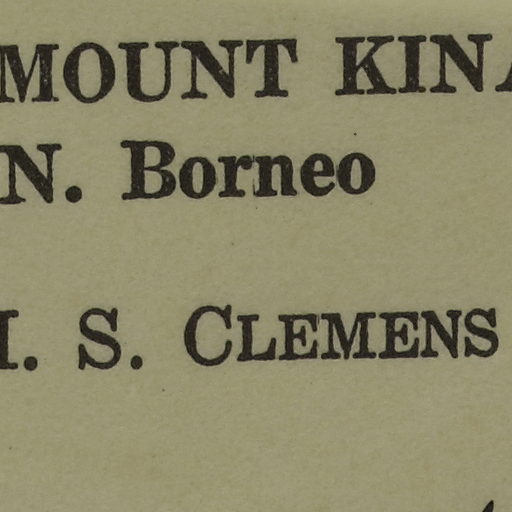 MOUNT KINA
N. Borneo
. S. CLEMENS